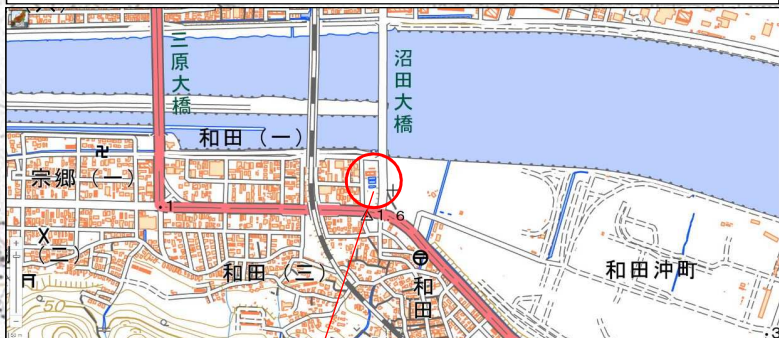 三原大橋
沼田大橋
和田（一）
宗郷（一）
・1
△1.6
（二）
和田（三）
和田
和田沖町
・3
50